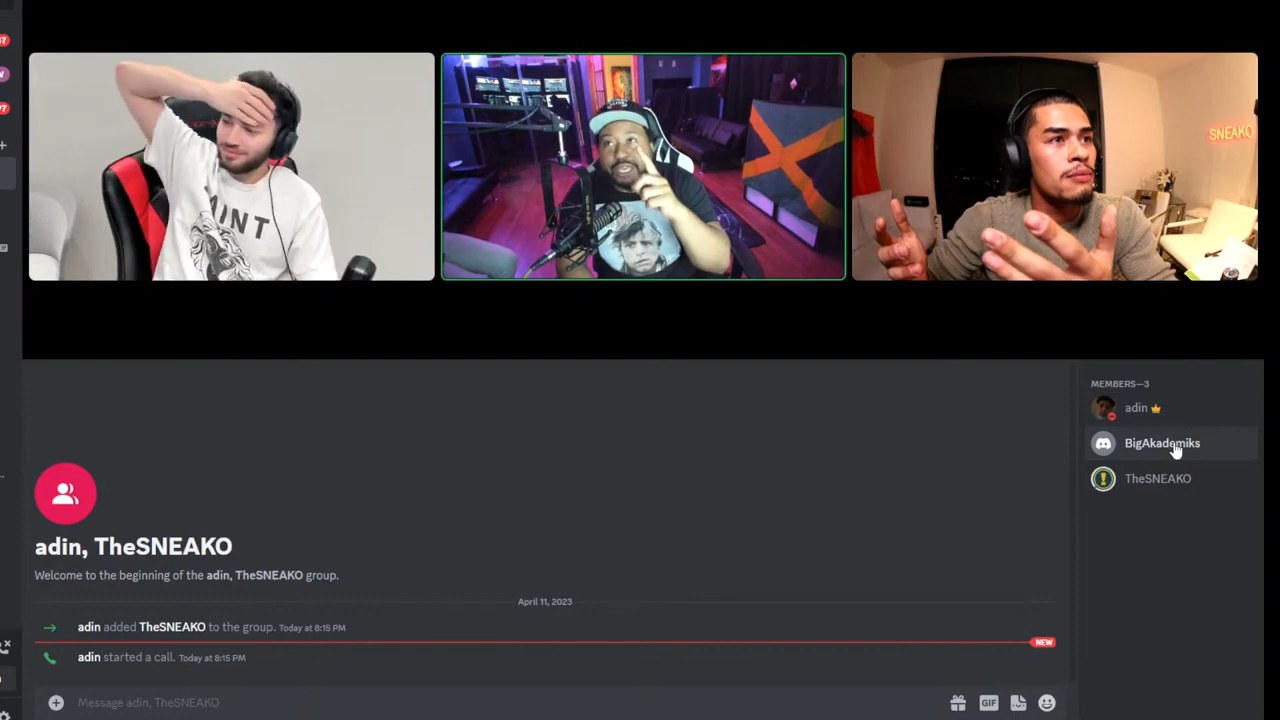 MINT
SNEAKO
MEMBERS—3
adin
BigAkademiks
TheSNEAKO
adin, TheSNEAKO
Welcome to the beginning of the adin, TheSNEAKO group.
April 11, 2023
adin added TheSNEAKO to the group. Today at 8:15 PM
NEW
adin started a call. Today at 8:15 PM
Message adin, TheSNEAKO
GIF